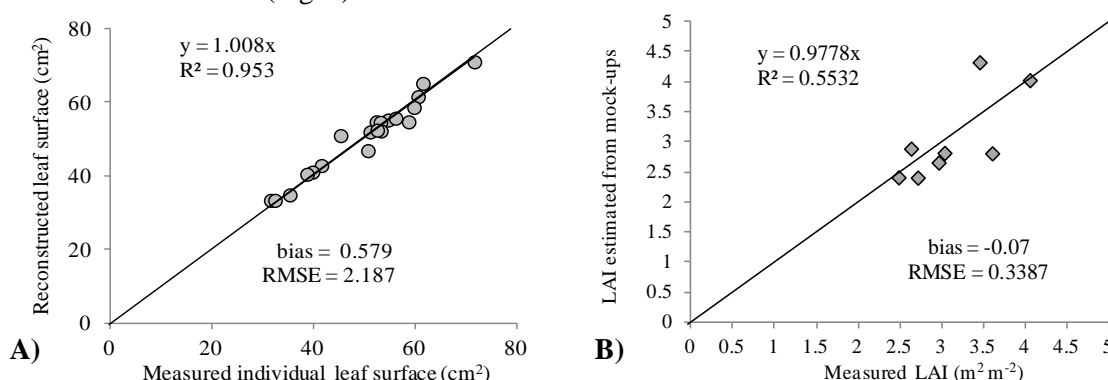 80
60
40
20
0
Reconstructed leaf surface (cm²)
y = 1.008x
R² = 0.953
bias = 0.579
RMSE = 2.187
0 20 40 60 80
Measured individual leaf surface (cm²)
A)
5
4.5
4
3.5
3
2.5
2
1.5
1
0.5
0
LAI estimated from mock-ups
y = 0.9778x
R² = 0.5532
bias = -0.07
RMSE = 0.3387
0 0.5 1 1.5 2 2.5 3 3.5 4 4.5 5
Measured LAI (m² m⁻²)
B)